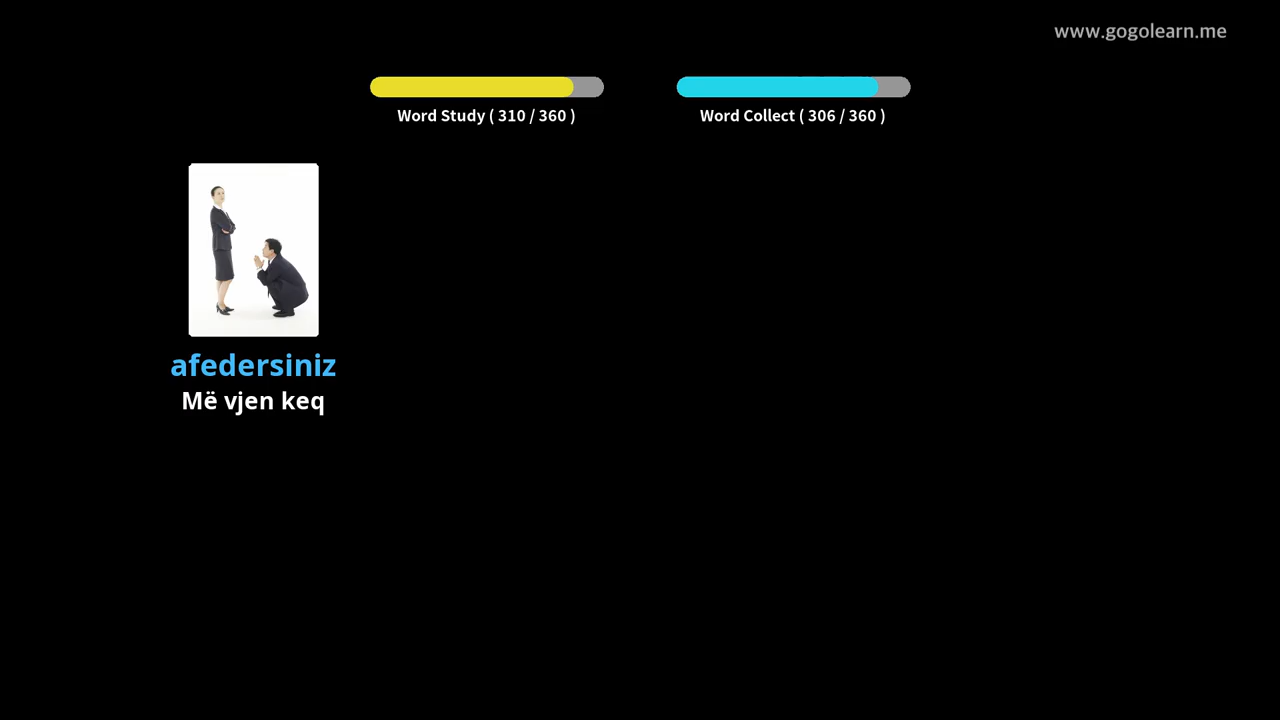 www.gogolearn.me
Word Study ( 310 / 360 )
Word Collect ( 306 / 360 )
afedersiniz
Më vjen keq